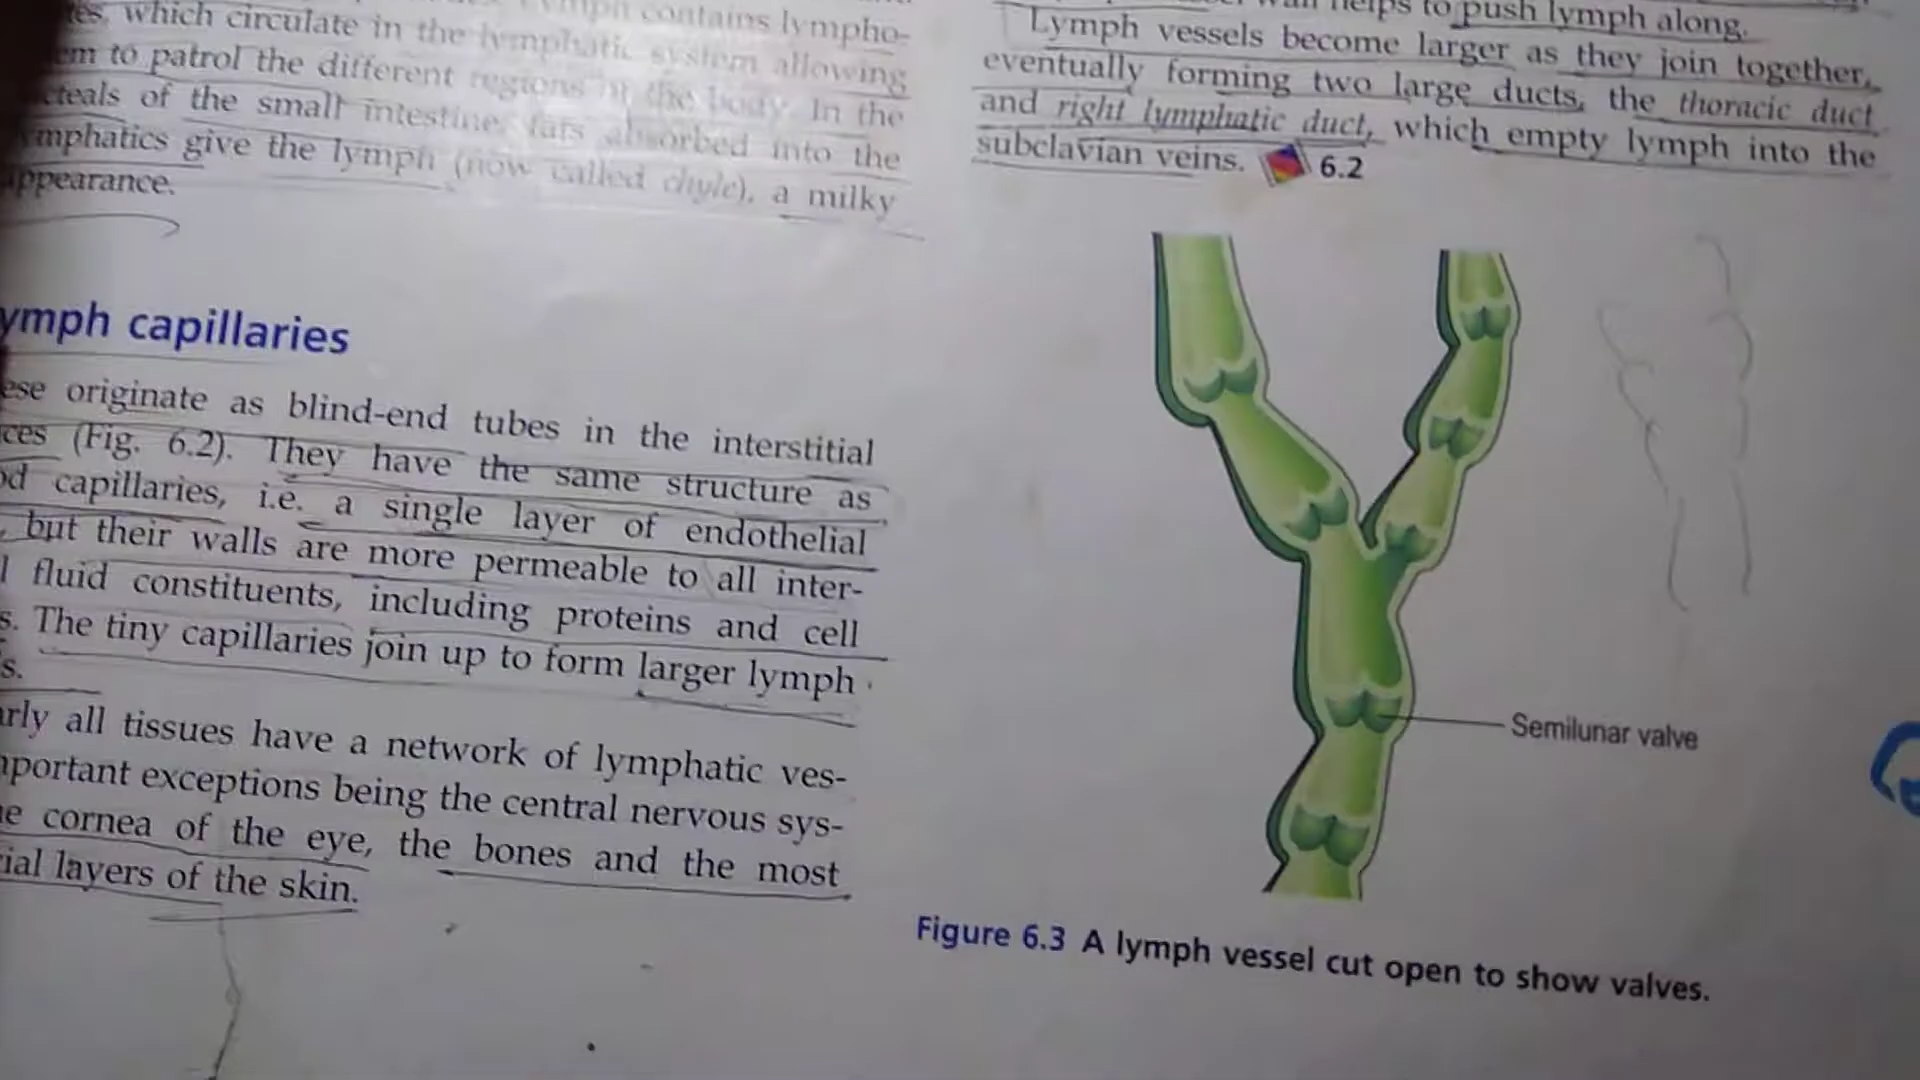 which circulate in the lymphatic system allowing
em to patrol the different regions of the body. In the
cteals of the small intestine, fats absorbed into the
mphatics give the lymph (now called chyle), a milky
ppearance.
ymph capillaries
ese originate as blind-end tubes in the interstitial
ces (Fig. 6.2). They have the same structure as
od capillaries, i.e. a single layer of endothelial
, but their walls are more permeable to all inter-
l fluid constituents, including proteins and cell
s. The tiny capillaries join up to form larger lymph
s.
arly all tissues have a network of lymphatic ves-
portant exceptions being the central nervous sys-
e cornea of the eye, the bones and the most
cial layers of the skin.
wall helps to push lymph along.
Lymph vessels become larger as they join together,
eventually forming two large ducts, the thoracic duct
and right lymphatic duct, which empty lymph into the
subclavian veins. 6.2
Semilunar valve
Figure 6.3 A lymph vessel cut open to show valves.